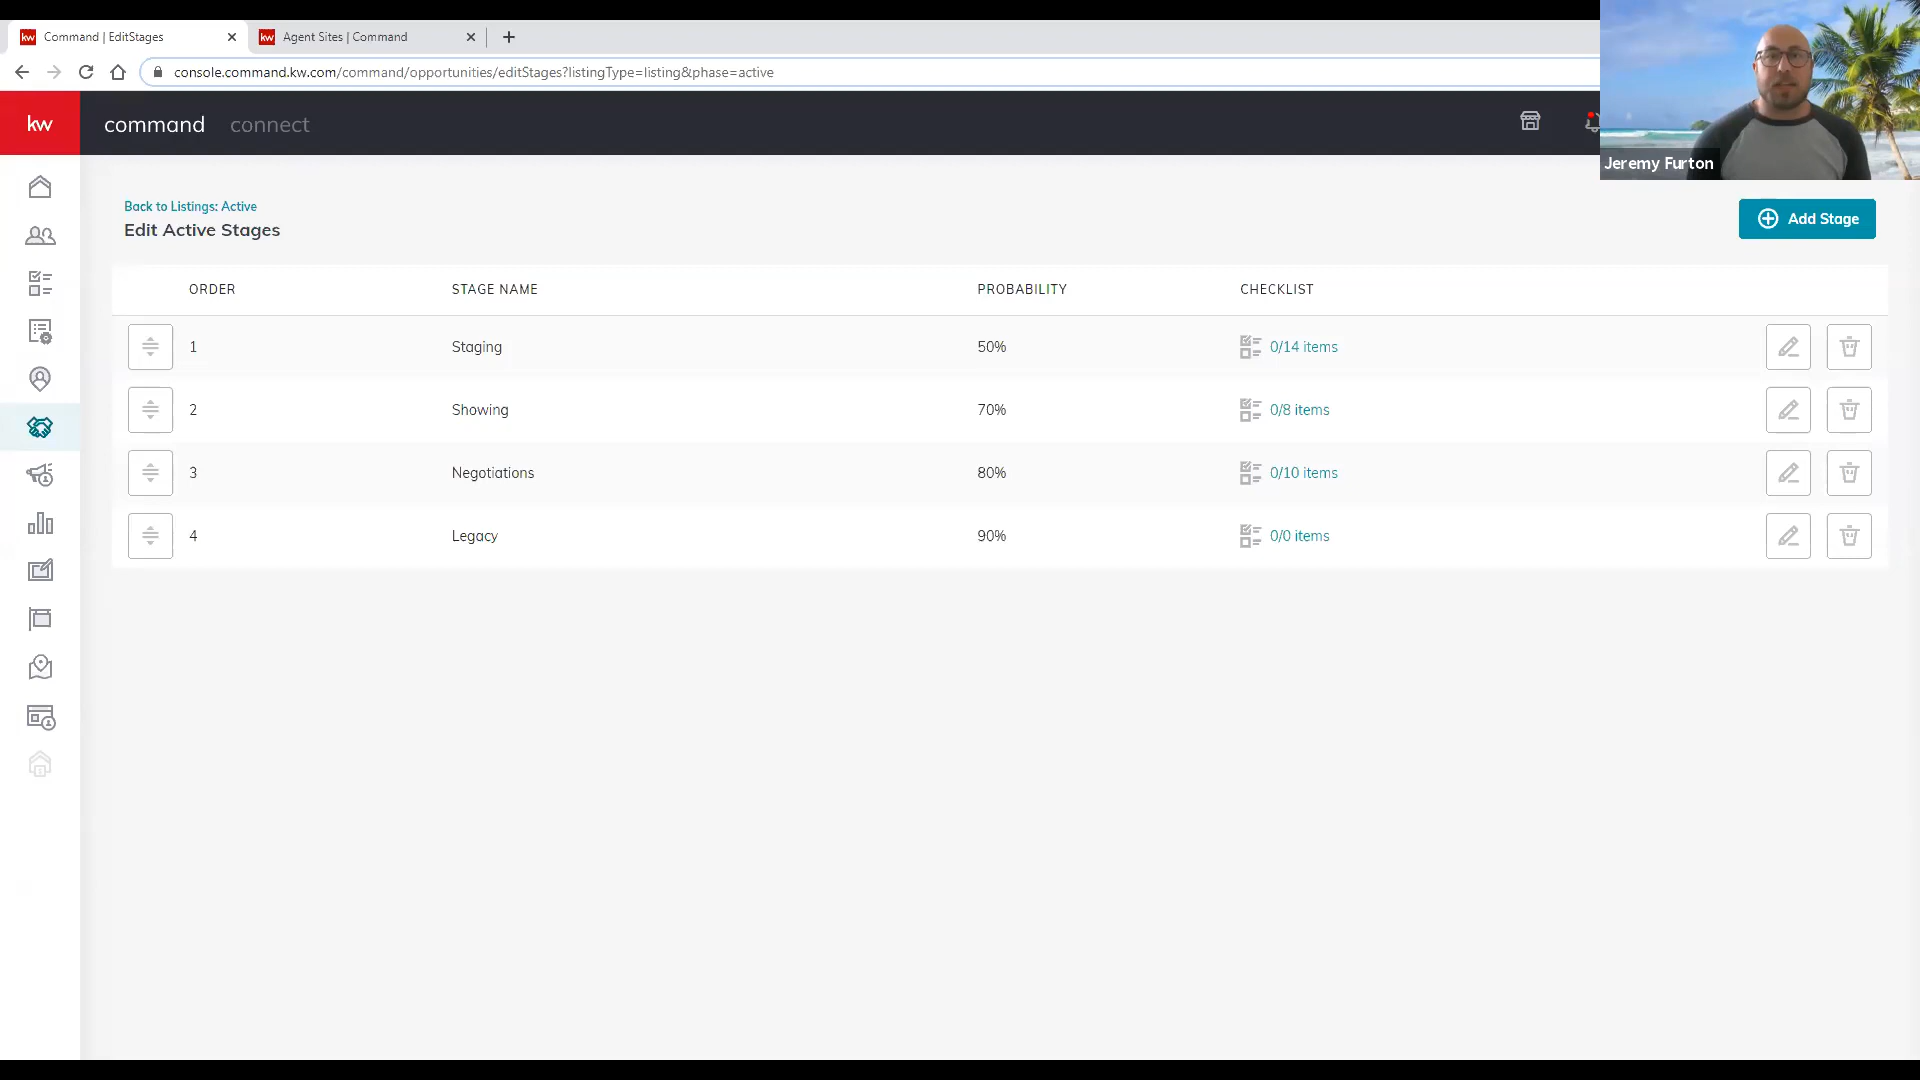 kw Command | EditStages
kw Agent Sites | Command
console.command.kw.com/command/opportunities/editStages?listingType=listing&phase=active
kw command connect
Jeremy Furton
Back to Listings: Active
Edit Active Stages
Add Stage
ORDER STAGE NAME PROBABILITY CHECKLIST
1 Staging 50% 0/14 items
2 Showing 70% 0/8 items
3 Negotiations 80% 0/10 items
4 Legacy 90% 0/0 items